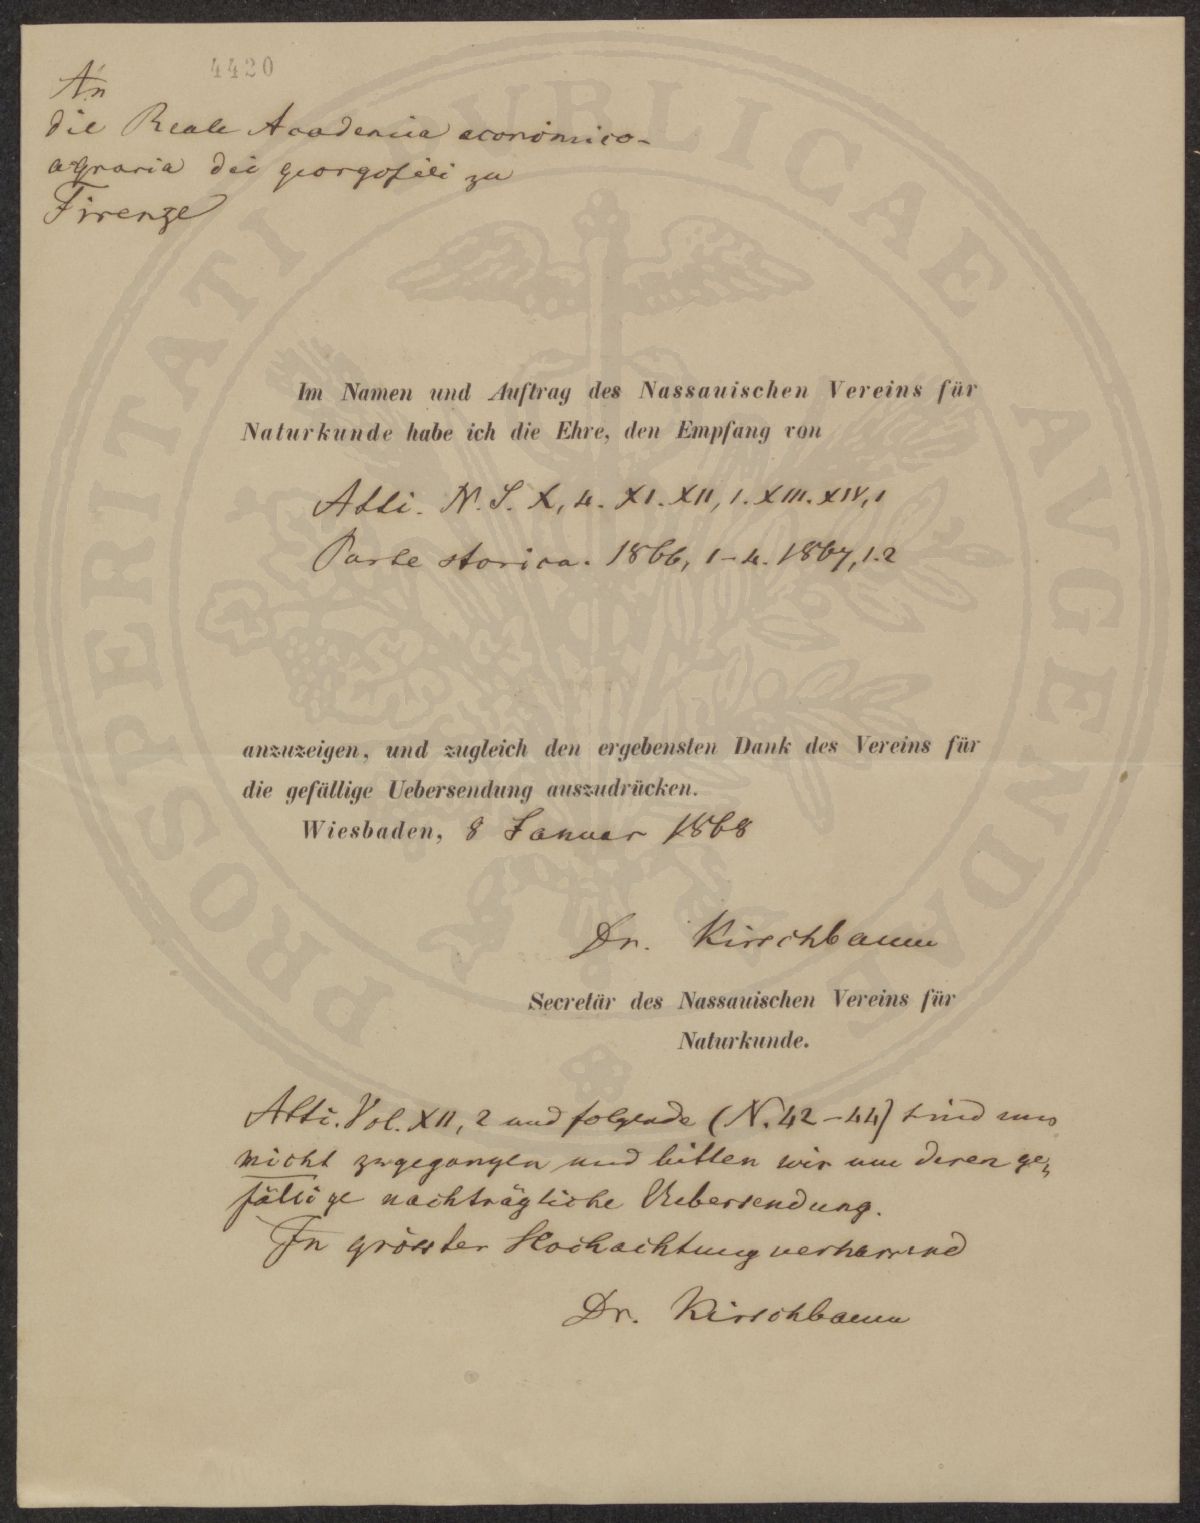 4420
An
die Reale Academia economico-
agraria dei georgofili zu
Firenze
Im Namen und Auftrag des Nassauischen Vereins für
Naturkunde habe ich die Ehre, den Empfang von
Atti. N. S. X, 4. XI. XII, 1. XIII. XIV, 1
Parte storica. 1866, 1-4. 1867, 1.2
anzuzeigen, und zugleich den ergebensten Dank des Vereins für
die gefällige Uebersendung auszudrücken.
Wiesbaden, 8 Januar 1868
Dr. Kirschbaum
Secretär des Nassauischen Vereins für
Naturkunde.
Atti. Vol. XII, 2 und folgende (N. 42-44) sind uns
nicht zugegangen und bitten wir um deren ge-
fällige nachträgliche Uebersendung.
In grösster Hochachtung verharrend
Dr. Kirschbaum
PROSPERITATI PVBLICAE AVGENDAE